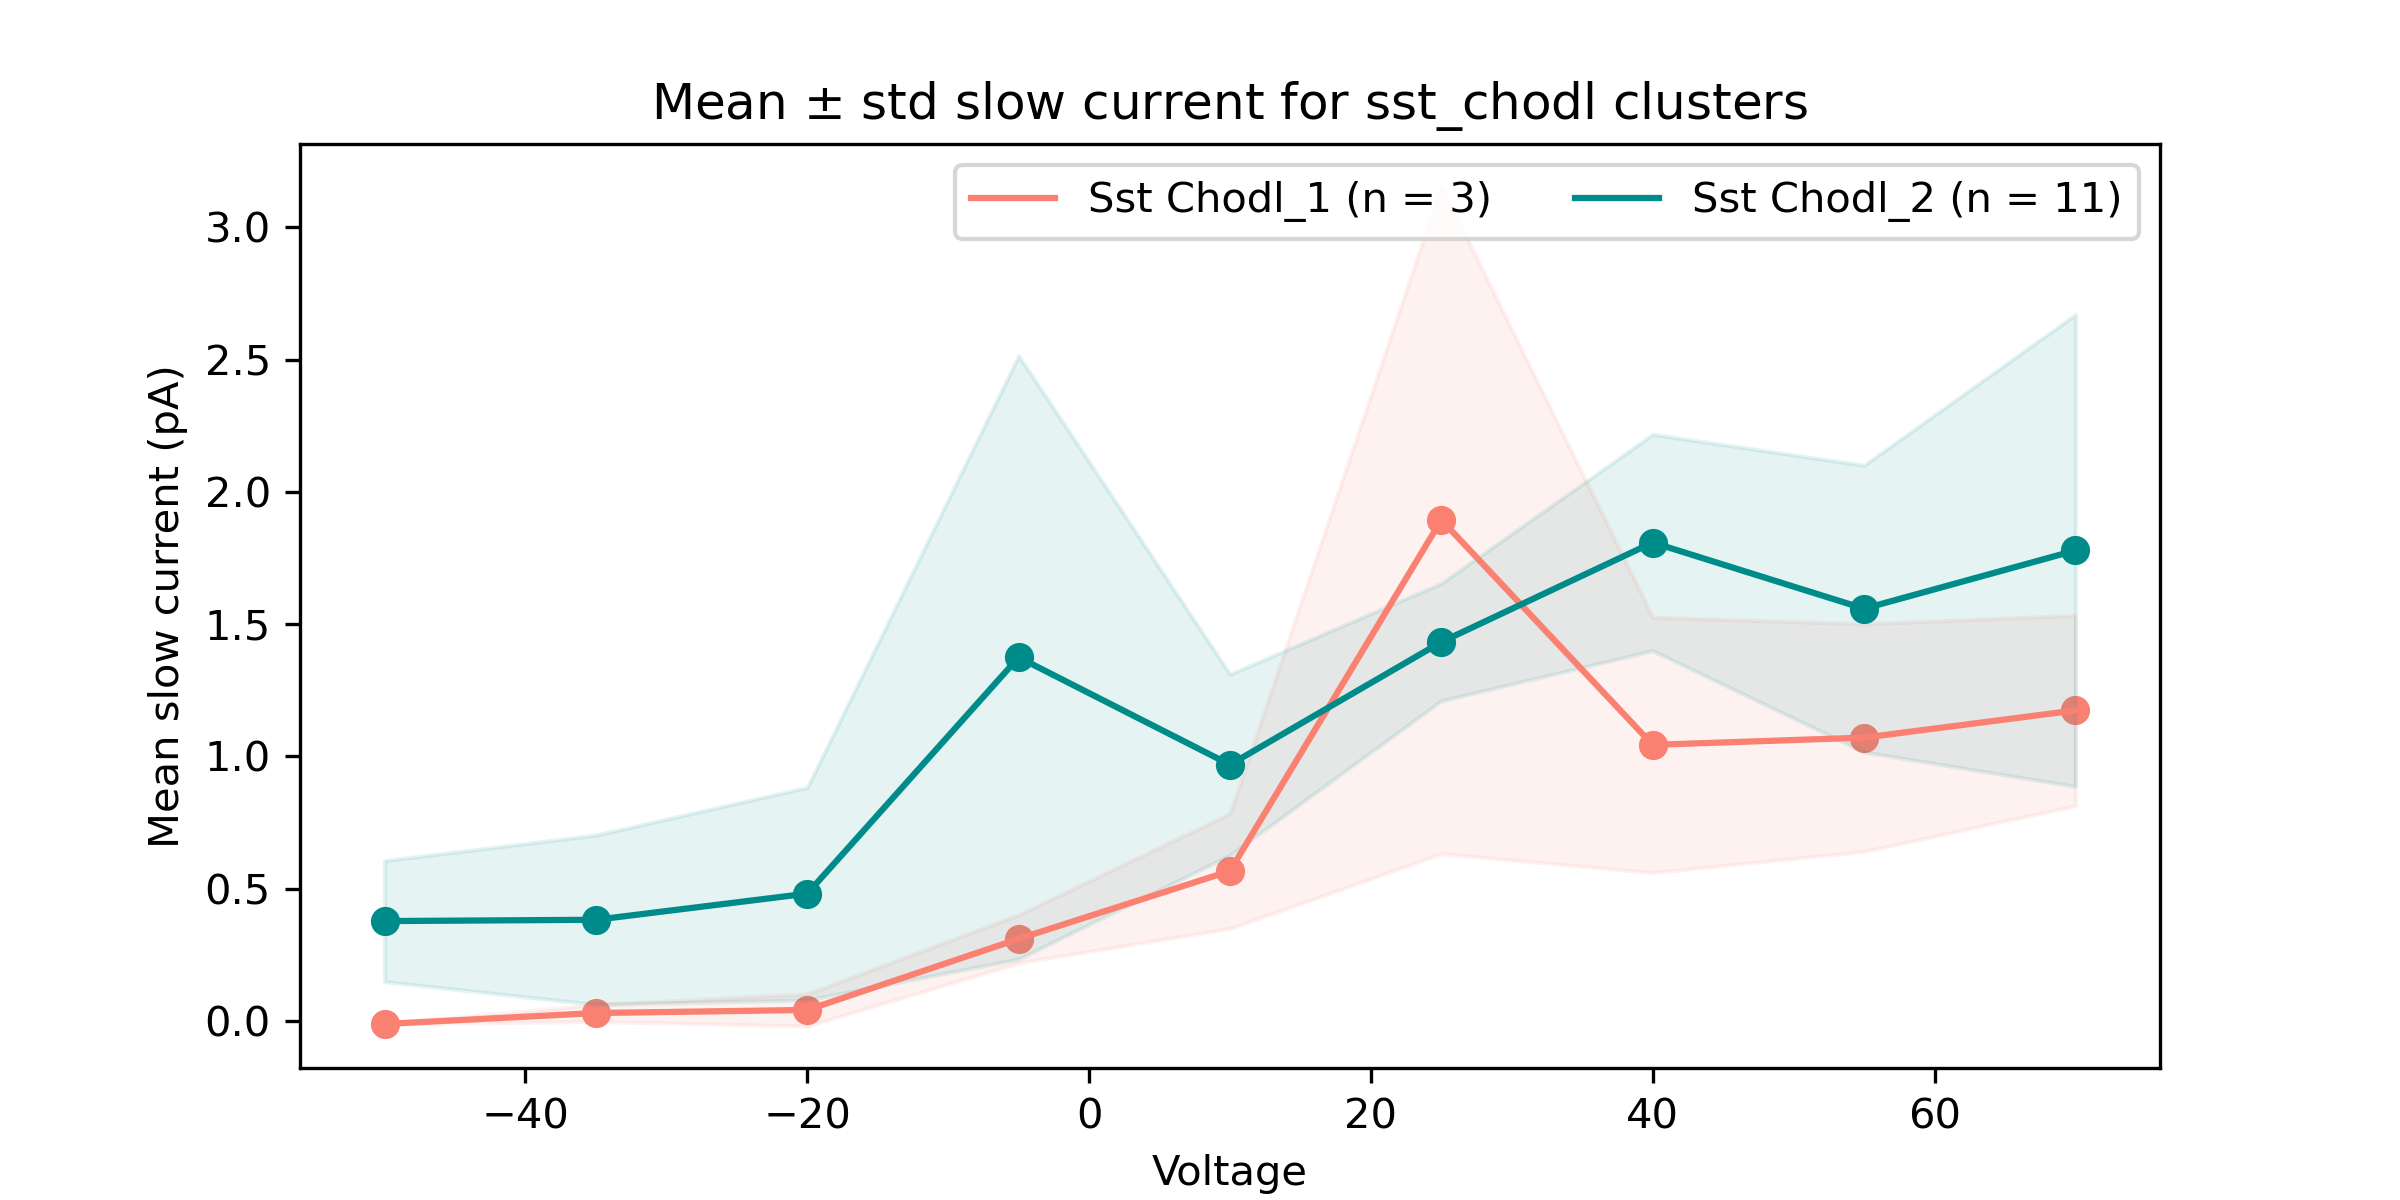 Mean ± std slow current for sst_chodl clusters
Sst Chodl_1 (n = 3)
Sst Chodl_2 (n = 11)
Mean slow current (pA)
3.0
2.5
2.0
1.5
1.0
0.5
0.0
−40
−20
0
20
40
60
Voltage